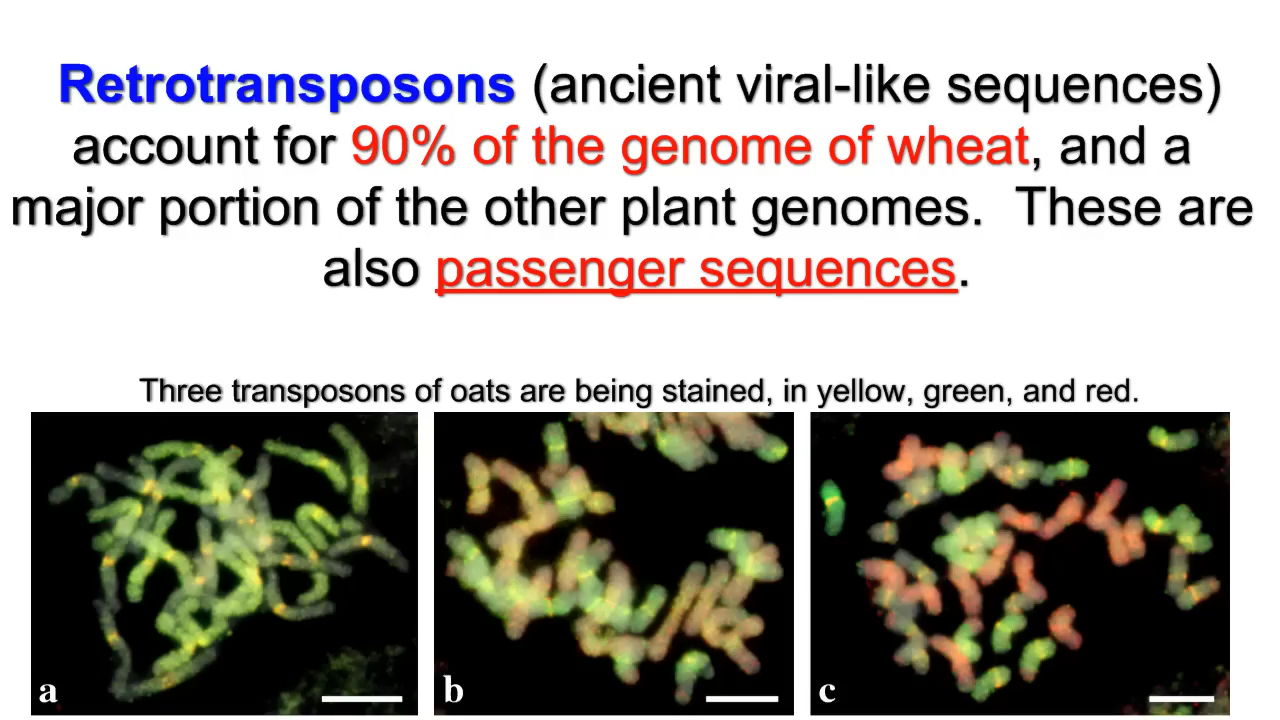 Retrotransposons (ancient viral-like sequences)
account for 90% of the genome of wheat, and a
major portion of the other plant genomes.  These are
also passenger sequences.
Three transposons of oats are being stained, in yellow, green, and red.
a
b
c